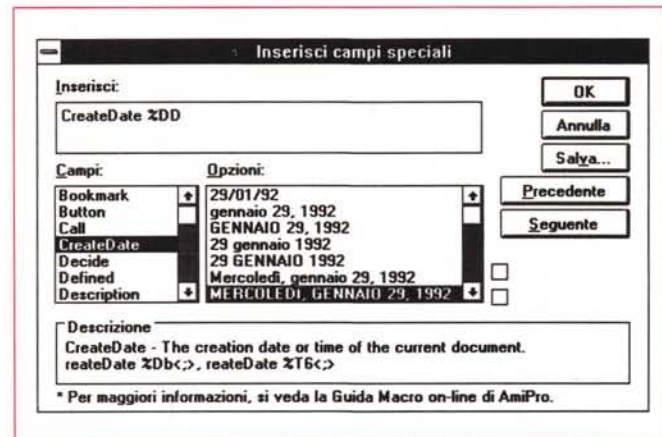 Inserisci campi speciali
Inserisci:
CreateDate %DD
OK
Annulla
Salva...
Precedente
Seguente
Campi:
Bookmark
Button
Call
CreateDate
Decide
Defined
Description
Opzioni:
29/01/92
gennaio 29, 1992
GENNAIO 29, 1992
29 gennaio 1992
29 GENNAIO 1992
Mercoledì, gennaio 29, 1992
MERCOLEDÌ, GENNAIO 29, 1992
Descrizione
CreateDate - The creation date or time of the current document.
reateDate %Db<;>, reateDate %T6<;>
* Per maggiori informazioni, si veda la Guida Macro on-line di AmiPro.